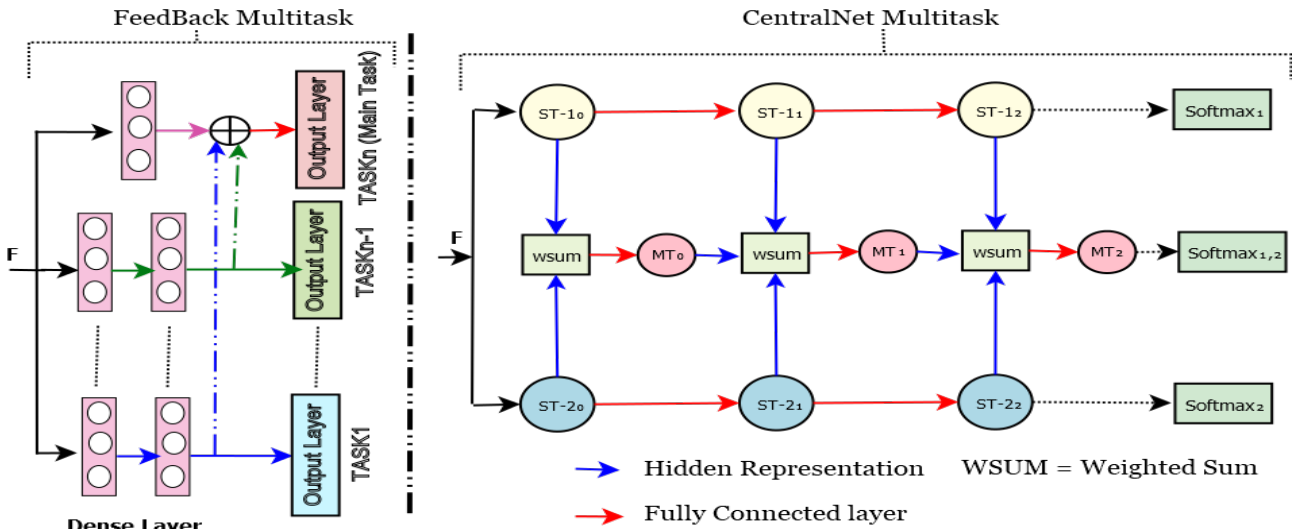 FeedBack Multitask
CentralNet Multitask
Output Layer
TASKn (Main Task)
F
Output Layer
TASKn-1
Output Layer
TASK1
Dense Layer
ST-1₀
ST-1₁
ST-1₂
Softmax₁
F
wsum
MT₀
wsum
MT₁
wsum
MT₂
Softmax₁,₂
ST-2₀
ST-2₁
ST-2₂
Softmax₂
Hidden Representation
WSUM = Weighted Sum
Fully Connected layer